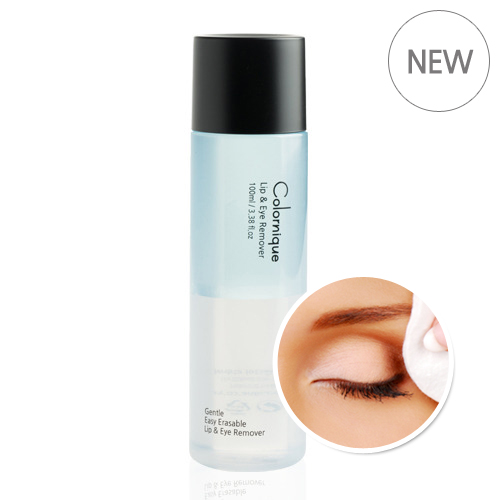 NEW
Colornique
Lip & Eye Remover
100ml / 3.38 fl.oz
Gentle
Easy Erasable
Lip & Eye Remover